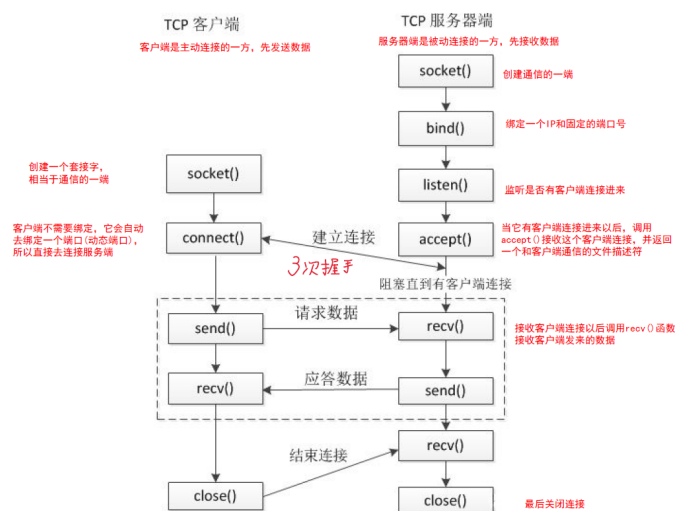 TCP 客户端
TCP 服务器端
客户端是主动连接的一方，先发送数据
服务器端是被动连接的一方，先接收数据
socket()
创建通信的一端
bind()
绑定一个IP和固定的端口号
创建一个套接字，
相当于通信的一端
socket()
listen()
监听是否有客户端连接进来
客户端不需要绑定，它会自动
去绑定一个端口(动态端口)，
所以直接去连接服务端
connect()
建立连接
3次握手
accept()
当它有客户端连接进来以后，调用
accept()接收这个客户端连接，并返回
一个和客户端通信的文件描述符
阻塞直到有客户端连接
send()
请求数据
recv()
接收客户端连接以后调用recv()函数
接收客户端发来的数据
recv()
应答数据
send()
recv()
结束连接
close()
close()
最后关闭连接